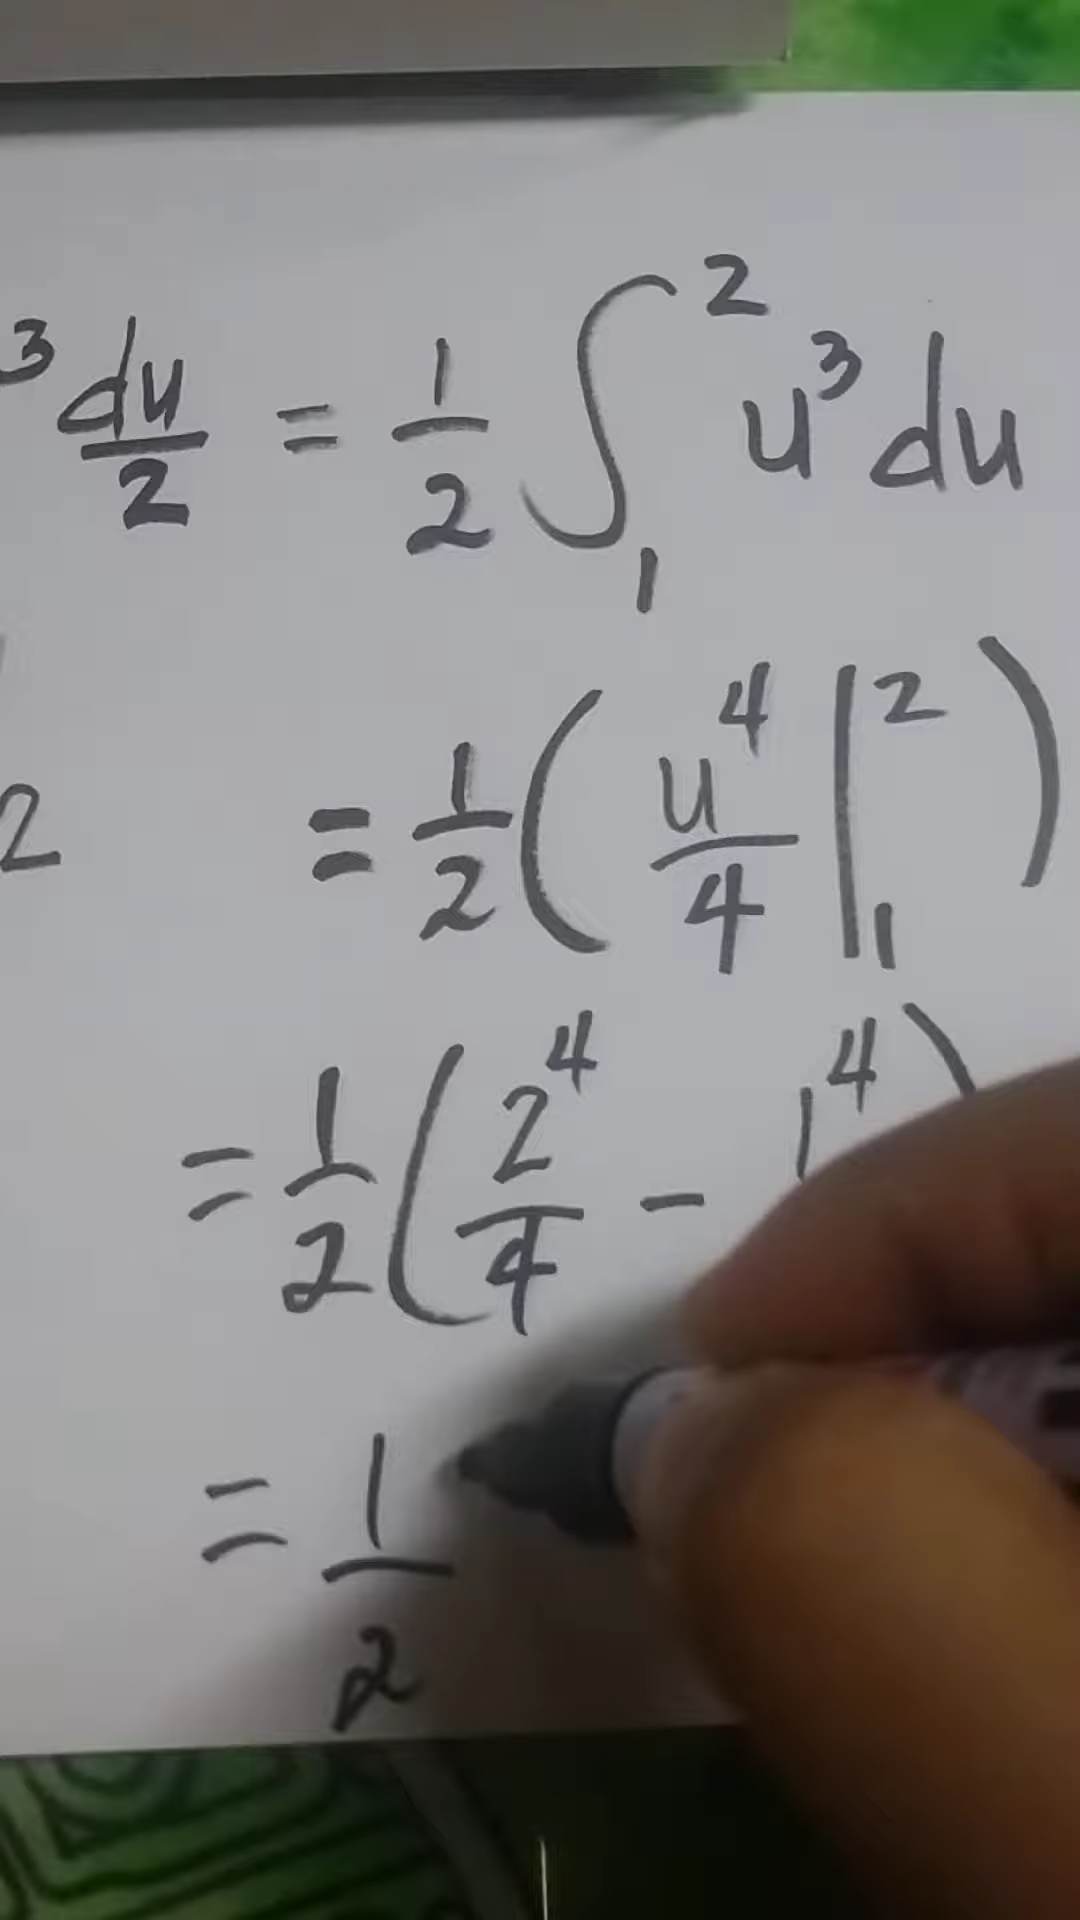 3 du/2 = 1/2 ∫₁² u³ du
2 = 1/2 ( u⁴/4 |₁² )
= 1/2 ( 2⁴/4 − 1⁴ )
= 1/2